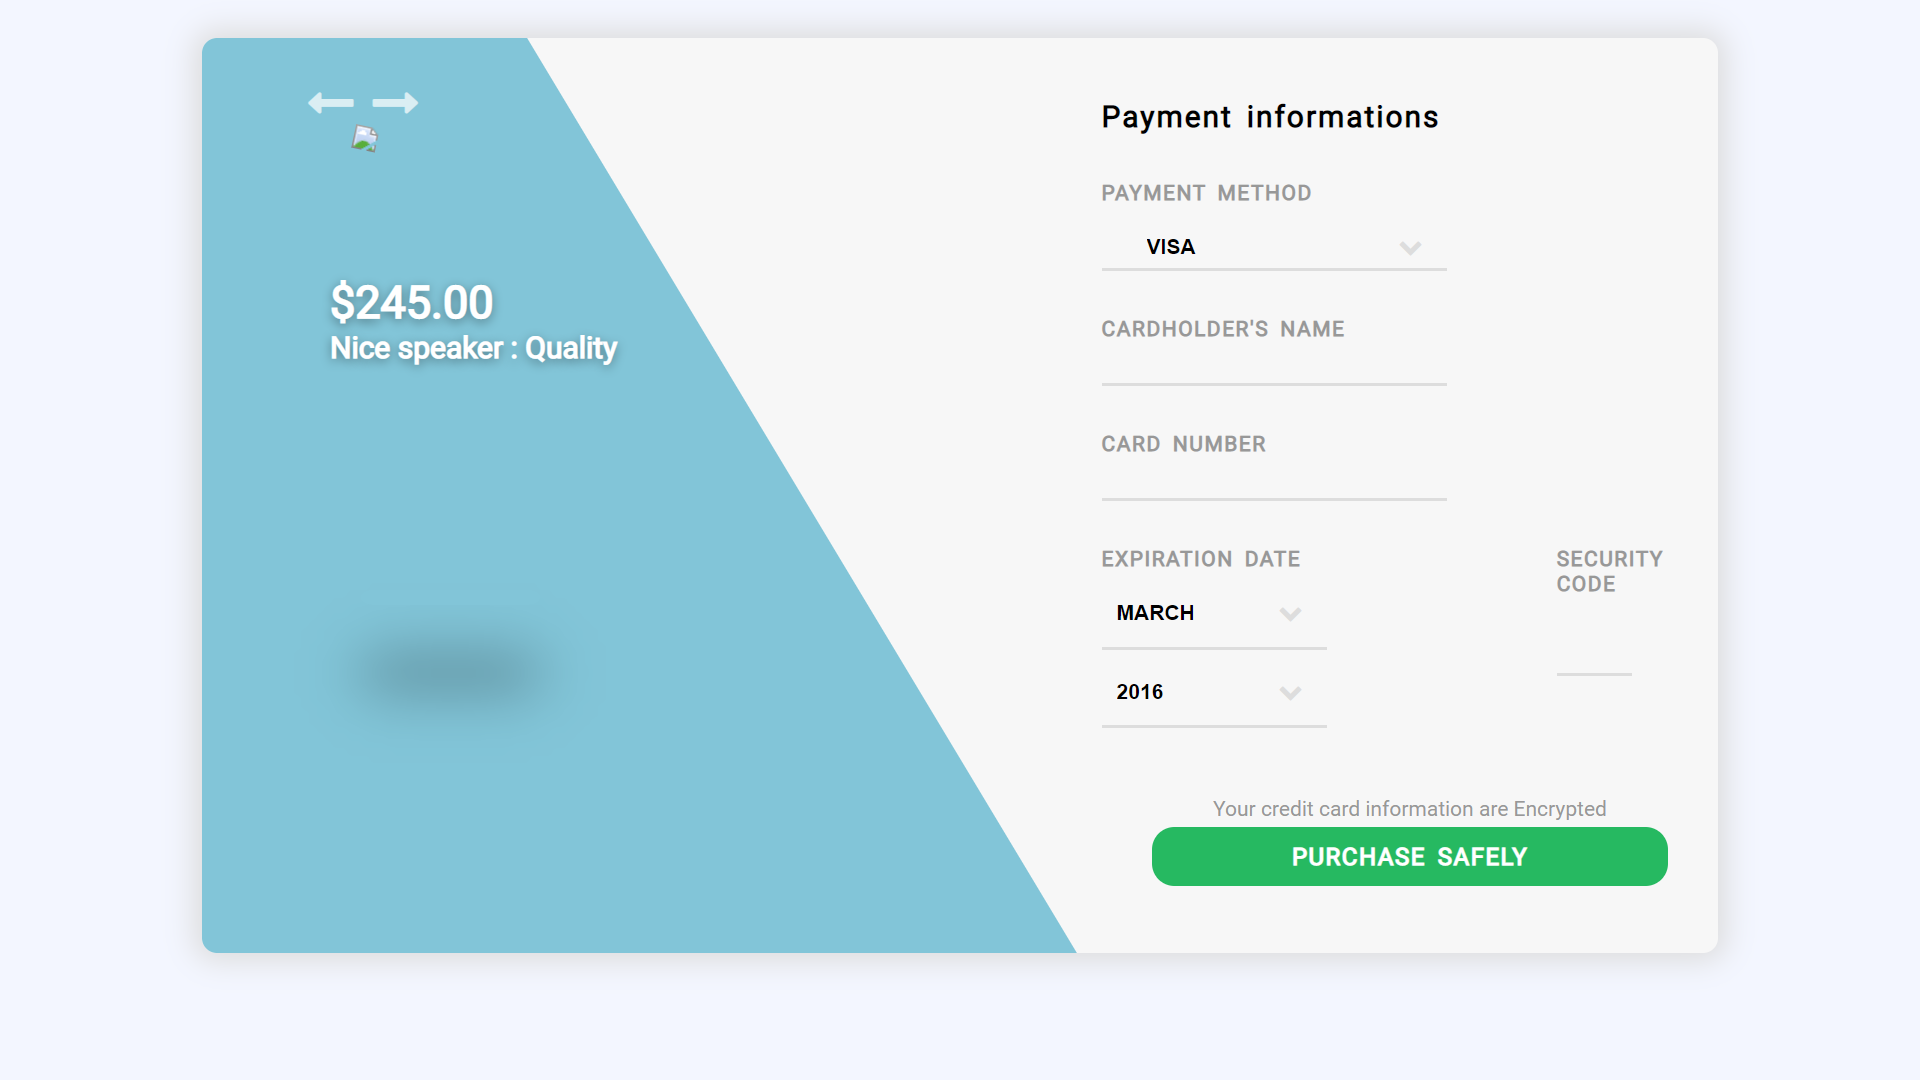 $245.00
Nice speaker : Quality
Payment informations
PAYMENT METHOD
VISA
CARDHOLDER'S NAME
CARD NUMBER
EXPIRATION DATE
MARCH
2016
SECURITY
CODE
Your credit card information are Encrypted
PURCHASE SAFELY